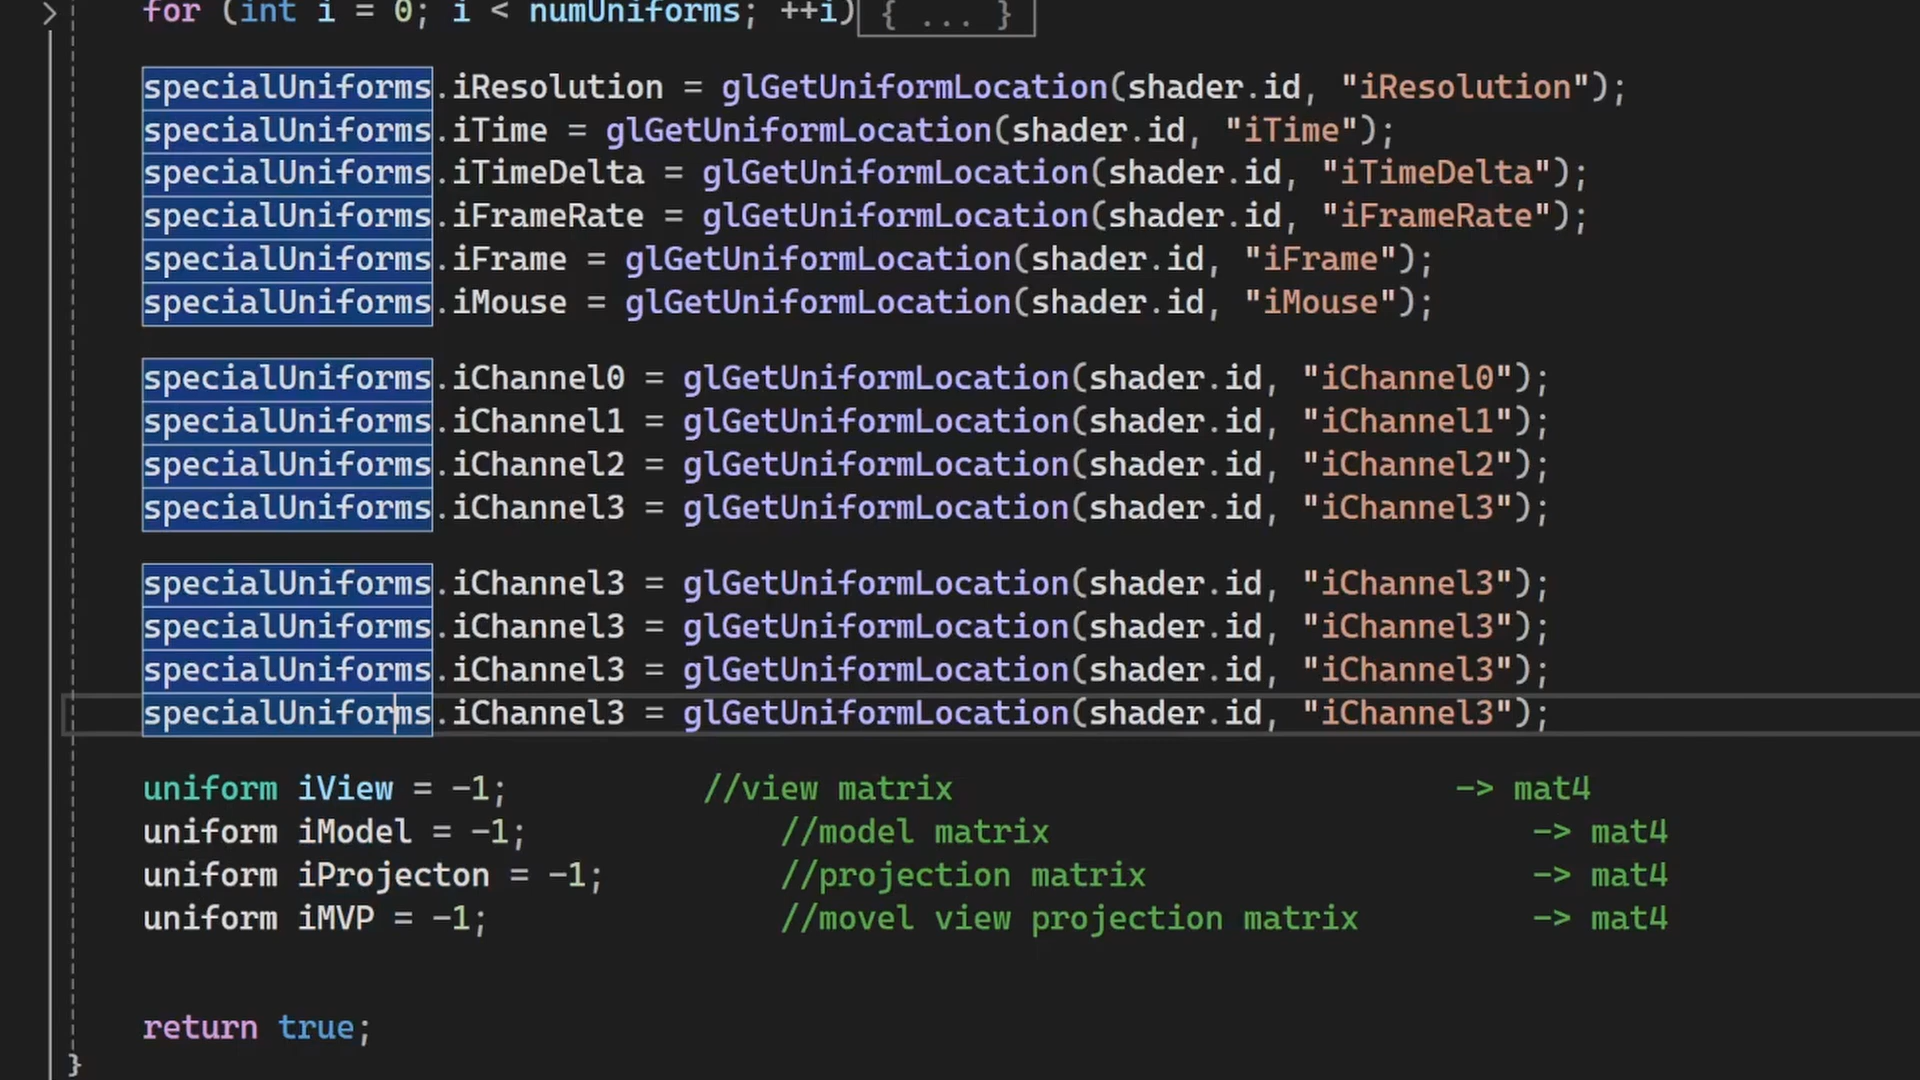 for (int i = 0; i < numUniforms; ++i){ ... }
specialUniforms.iResolution = glGetUniformLocation(shader.id, "iResolution");
specialUniforms.iTime = glGetUniformLocation(shader.id, "iTime");
specialUniforms.iTimeDelta = glGetUniformLocation(shader.id, "iTimeDelta");
specialUniforms.iFrameRate = glGetUniformLocation(shader.id, "iFrameRate");
specialUniforms.iFrame = glGetUniformLocation(shader.id, "iFrame");
specialUniforms.iMouse = glGetUniformLocation(shader.id, "iMouse");
specialUniforms.iChannel0 = glGetUniformLocation(shader.id, "iChannel0");
specialUniforms.iChannel1 = glGetUniformLocation(shader.id, "iChannel1");
specialUniforms.iChannel2 = glGetUniformLocation(shader.id, "iChannel2");
specialUniforms.iChannel3 = glGetUniformLocation(shader.id, "iChannel3");
specialUniforms.iChannel3 = glGetUniformLocation(shader.id, "iChannel3");
specialUniforms.iChannel3 = glGetUniformLocation(shader.id, "iChannel3");
specialUniforms.iChannel3 = glGetUniformLocation(shader.id, "iChannel3");
specialUniforms.iChannel3 = glGetUniformLocation(shader.id, "iChannel3");
uniform iView = -1; //view matrix -> mat4
uniform iModel = -1; //model matrix -> mat4
uniform iProjecton = -1; //projection matrix -> mat4
uniform iMVP = -1; //movel view projection matrix -> mat4
return true;
}